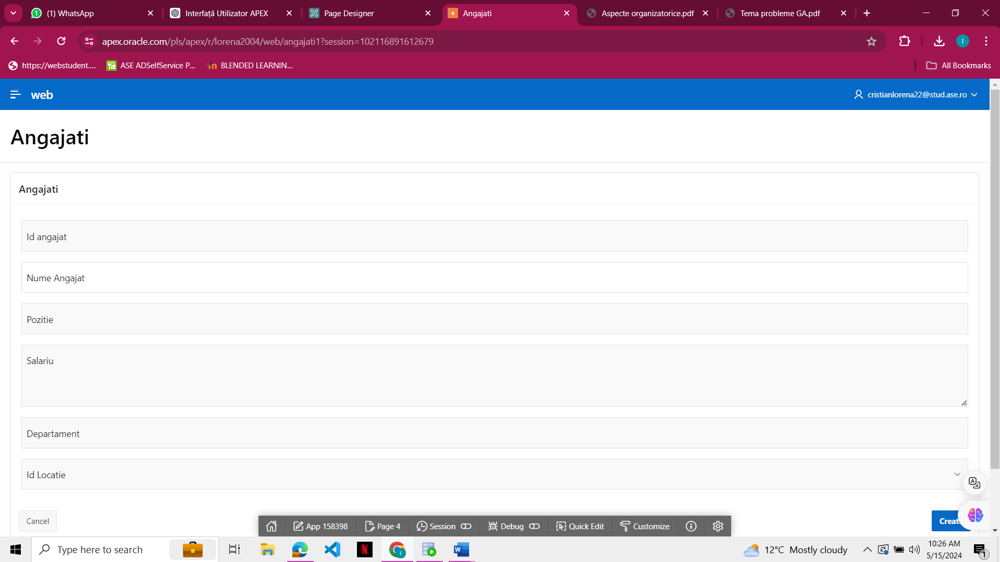 (1) WhatsApp
Interfață Utilizator APEX
Page Designer
Angajati
Aspecte organizatorice.pdf
Tema probleme GA.pdf
apex.oracle.com/pls/apex/r/lorena2004/web/angajati1?session=102116891612679
I
https://webstudent....
ASE ADSelfService P...
BLENDED LEARNIN...
All Bookmarks
web
cristianlorena22@stud.ase.ro
Angajati
Angajati
Id angajat
Nume Angajat
Pozitie
Salariu
Departament
Id Locatie
Cancel
App 158398
Page 4
Session
Debug
Quick Edit
Customize
Creat
Type here to search
12°C Mostly cloudy
10:26 AM
5/15/2024
1